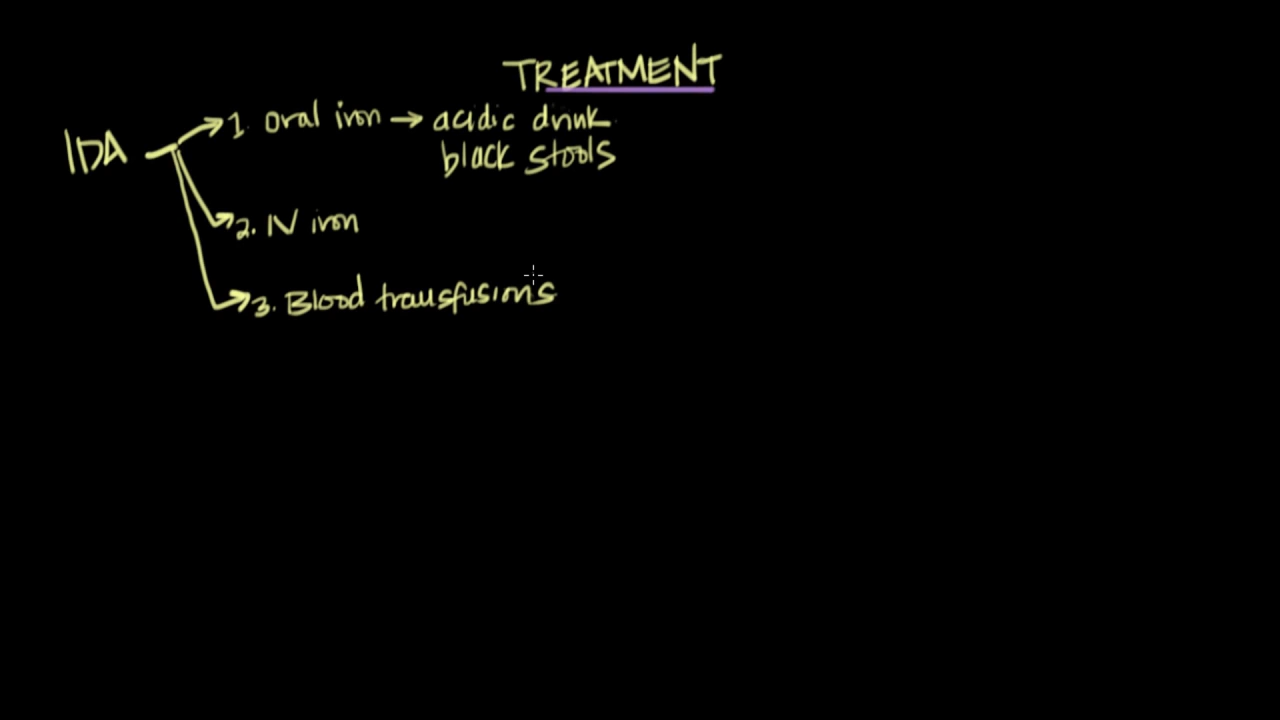 TREATMENT
IDA
1. Oral iron → acidic drink
black stools
2. IV iron
3. Blood transfusions